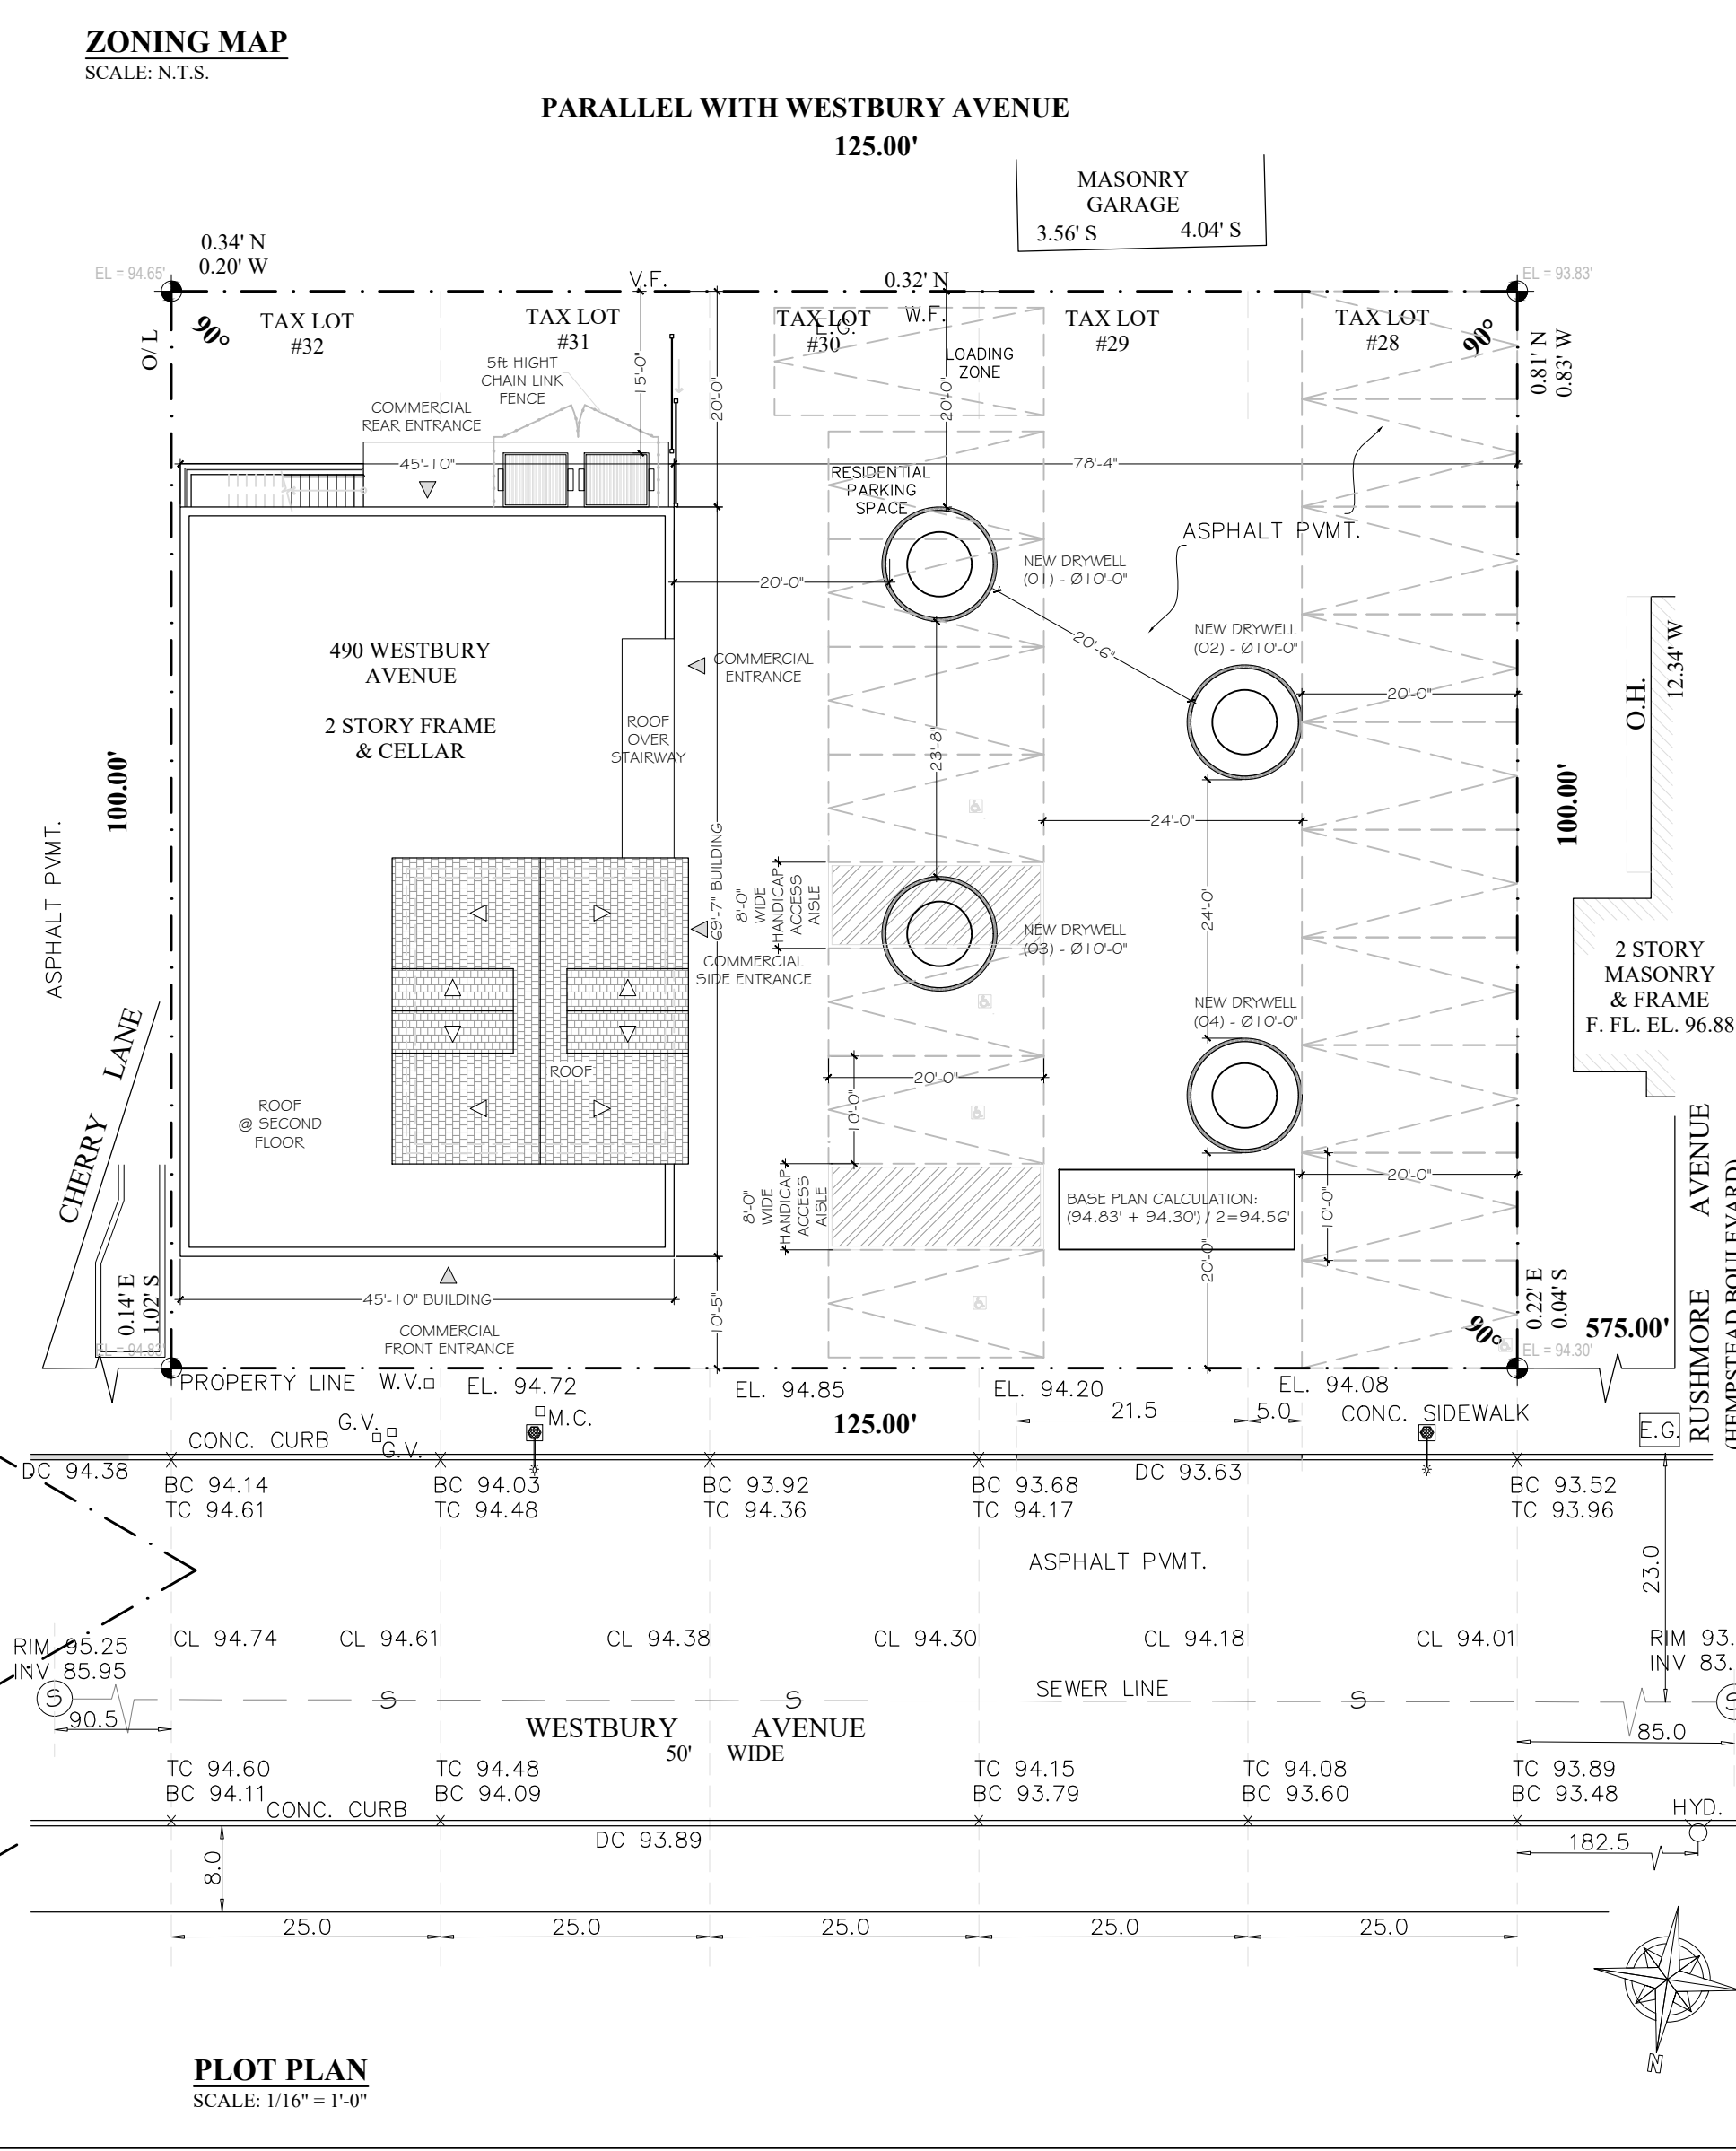 ZONING MAP
SCALE: N.T.S.
PARALLEL WITH WESTBURY AVENUE
125.00'
MASONRY
GARAGE
3.56' S
4.04' S
0.34' N
0.20' W
EL = 94.65'
V.F.
0.32' N
W.F.
EL = 93.83'
O/L
90°
TAX LOT
#32
TAX LOT
#31
TAX LOT
#30
E.G.
TAX LOT
#29
TAX LOT
#28
90°
0.81' N
0.83' W
5ft HIGHT
CHAIN LINK
FENCE
15'-0"
20'-0"
20'-0"
LOADING
ZONE
COMMERCIAL
REAR ENTRANCE
45'-10"
78'-4"
RESIDENTIAL
PARKING
SPACE
ASPHALT PVMT.
NEW DRYWELL
(01) - Ø10'-0"
20'-0"
20'-6"
NEW DRYWELL
(02) - Ø10'-0"
490 WESTBURY
AVENUE
2 STORY FRAME
& CELLAR
COMMERCIAL
ENTRANCE
ROOF
OVER
STAIRWAY
23'-8"
20'-0"
O.H.
12.34' W
100.00'
100.00'
ASPHALT PVMT.
24'-0"
69'-7" BUILDING
8'-0"
WIDE
HANDICAP
ACCESS
AISLE
24'-0"
NEW DRYWELL
(03) - Ø10'-0"
COMMERCIAL
SIDE ENTRANCE
2 STORY
MASONRY
& FRAME
F. FL. EL. 96.88
NEW DRYWELL
(04) - Ø10'-0"
CHERRY LANE
ROOF
20'-0"
10'-0"
ROOF
@ SECOND
FLOOR
8'-0"
WIDE
HANDICAP
ACCESS
AISLE
BASE PLAN CALCULATION:
(94.83' + 94.30') / 2=94.56'
20'-0"
10'-0"
20'-0"
RUSHMORE AVENUE
(HEMPSTEAD BOULEVARD)
0.14' E
1.02' S
EL = 94.83'
45'-10" BUILDING
10'-5"
COMMERCIAL
FRONT ENTRANCE
0.22' E
0.04' S
90°
575.00'
EL = 94.30'
PROPERTY LINE
W.V.
EL. 94.72
EL. 94.85
EL. 94.20
EL. 94.08
G.V.
G.V.
M.C.
125.00'
21.5
5.0
CONC. SIDEWALK
E.G.
CONC. CURB
DC 94.38
DC 93.63
BC 94.14
TC 94.61
BC 94.03
TC 94.48
BC 93.92
TC 94.36
BC 93.68
TC 94.17
BC 93.52
TC 93.96
ASPHALT PVMT.
23.0
RIM 95.25
INV 85.95
CL 94.74
CL 94.61
CL 94.38
CL 94.30
CL 94.18
CL 94.01
RIM 93.
INV 83.
S
S
S
SEWER LINE
S
S
90.5
WESTBURY AVENUE
50' WIDE
85.0
TC 94.60
BC 94.11
TC 94.48
BC 94.09
TC 94.15
BC 93.79
TC 94.08
BC 93.60
TC 93.89
BC 93.48
CONC. CURB
DC 93.89
HYD.
8.0
182.5
25.0
25.0
25.0
25.0
25.0
N
PLOT PLAN
SCALE: 1/16" = 1'-0"